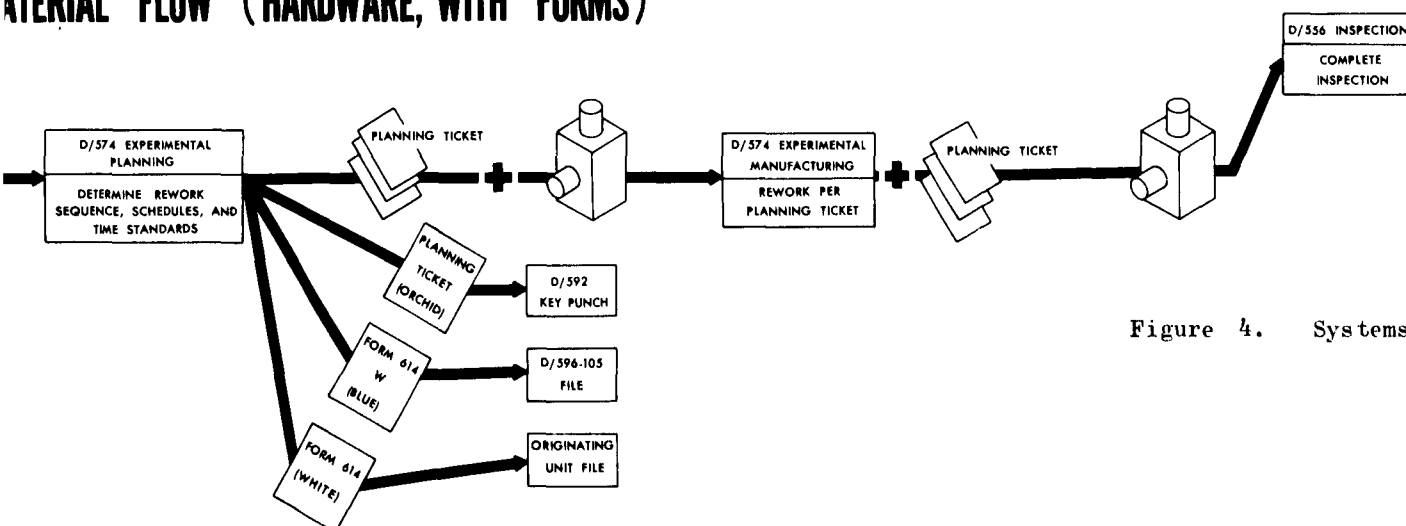 ATERIAL FLOW (HARDWARE, WITH FORMS)
D/556 INSPECTION
COMPLETE
INSPECTION
D/574 EXPERIMENTAL
PLANNING
DETERMINE REWORK
SEQUENCE, SCHEDULES, AND
TIME STANDARDS
PLANNING TICKET
D/574 EXPERIMENTAL
MANUFACTURING
REWORK PER
PLANNING TICKET
PLANNING TICKET
PLANNING
TICKET
(ORCHID)
D/592
KEY PUNCH
FORM 614
W
(BLUE)
D/596-105
FILE
FORM 614
(WHITE)
ORIGINATING
UNIT FILE
Figure 4. Systems